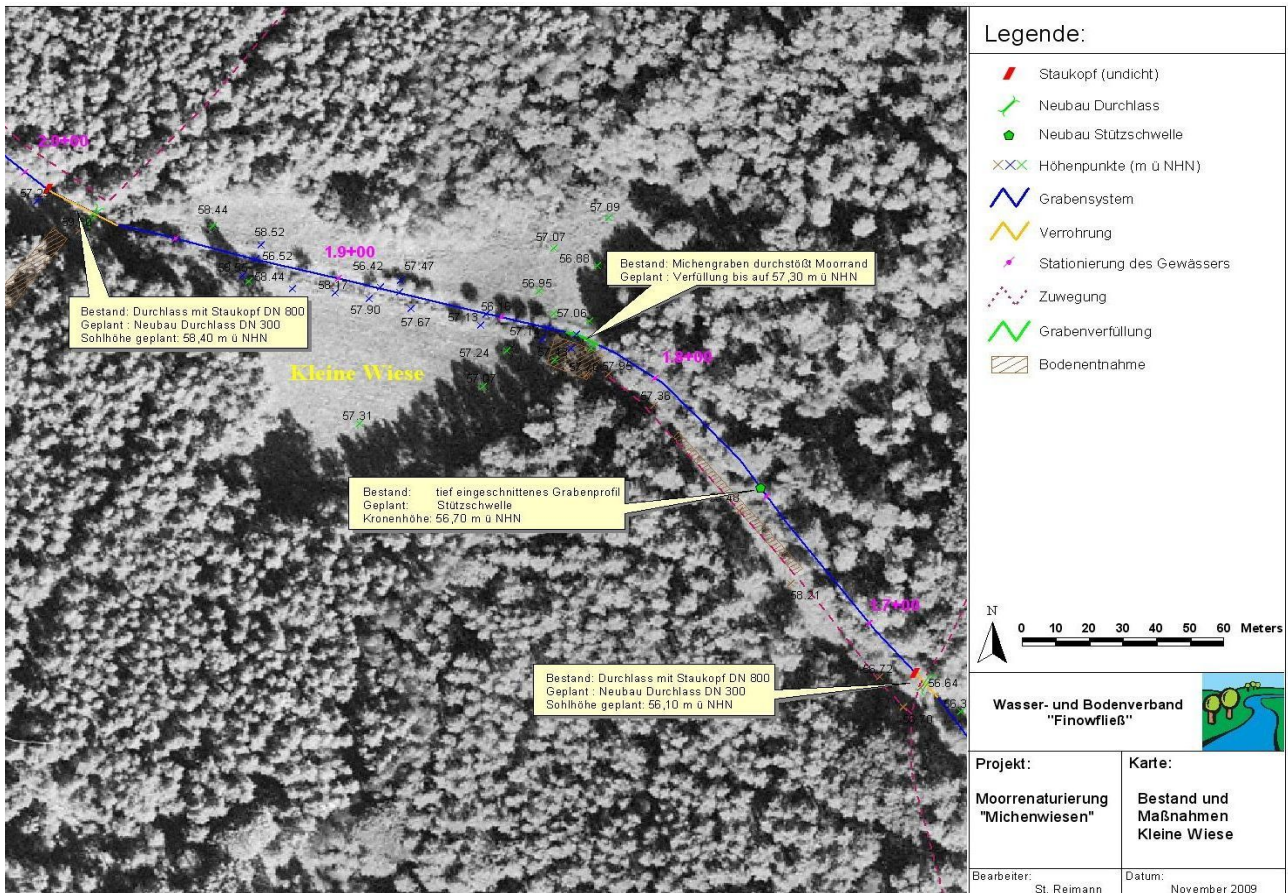 2.0+00
58.44
58.52
56.52
58.44
56.42
57.47
1.9+00
58.17
57.90
57.67
57.09
57.07
56.88
56.95
57.06
56.16
57.13
57.24
57.31
57.36
1.8+00
Kleine Wiese
Bestand: Durchlass mit Staukopf DN 800
Geplant : Neubau Durchlass DN 300
Sohlhöhe geplant: 58,40 m ü NHN
Bestand: Michengraben durchstößt Moorrand
Geplant : Verfüllung bis auf 57,30 m ü NHN
Bestand: tief eingeschnittenes Grabenprofil
Geplant: Stützschwelle
Kronenhöhe: 56,70 m ü NHN
58.21
1.7+00
Bestand: Durchlass mit Staukopf DN 800
Geplant : Neubau Durchlass DN 300
Sohlhöhe geplant: 56,10 m ü NHN
56.64
Legende:
Staukopf (undicht)
Neubau Durchlass
Neubau Stützschwelle
Höhenpunkte (m ü NHN)
Grabensystem
Verrohrung
Stationierung des Gewässers
Zuwegung
Grabenverfüllung
Bodenentnahme
N
0 10 20 30 40 50 60 Meters
Wasser- und Bodenverband
"Finowfließ"
Projekt:
Moorrenaturierung
"Michenwiesen"
Karte:
Bestand und
Maßnahmen
Kleine Wiese
Bearbeiter:
St. Reimann
Datum:
November 2009